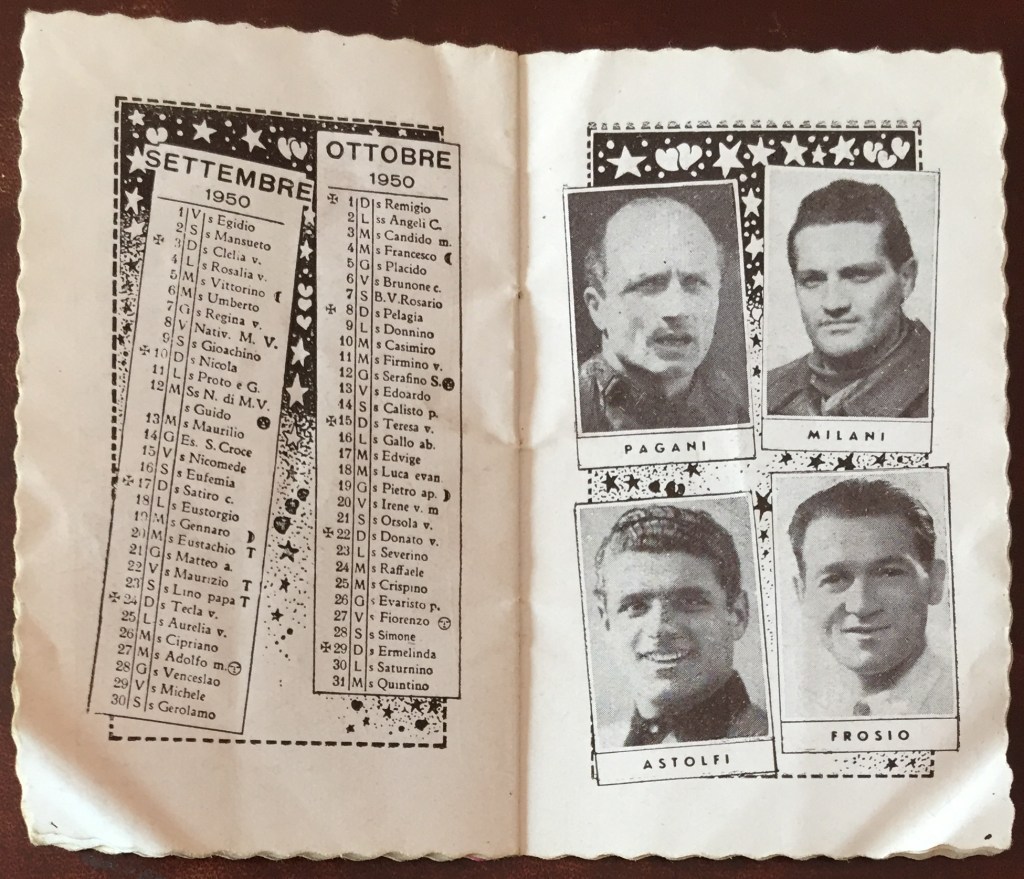 SETTEMBRE
1950
1 V s Egidio
2 S s Mansueto
✠ 3 D s Clelia v.
4 L s Rosalia v.
5 M s Vittorino
6 M s Umberto
7 G s Regina v.
8 V Nativ. M. V.
9 S s Gioachino
✠ 10 D s Nicola
11 L s Proto e G.
12 M Ss N. di M.V.
s Guido
13 M s Maurilio
14 G Es. S. Croce
15 V s Nicomede
16 S s Eufemia
✠ 17 D s Satiro c.
18 L s Eustorgio
19 M s Gennaro
20 M s Eustachio T
21 G s Matteo a.
22 V s Maurizio T
23 S s Lino papa T
✠ 24 D s Tecla v.
25 L s Aurelia v.
26 M s Cipriano
27 M s Adolfo m.
28 G s Venceslao
29 V s Michele
30 S s Gerolamo
OTTOBRE
1950
✠ 1 D s Remigio
2 L ss Angeli C.
3 M s Candido m.
4 M s Francesco
5 G s Placido
6 V s Brunone c.
7 S B.V.Rosario
✠ 8 D s Pelagia
9 L s Donnino
10 M s Casimiro
11 M s Firmino v.
12 G s Serafino S.
13 V s Edoardo
14 S s Calisto p.
✠ 15 D s Teresa v.
16 L s Gallo ab.
17 M s Edvige
18 M s Luca evan.
19 G s Pietro ap.
20 V s Irene v. m
21 S s Orsola v.
✠ 22 D s Donato v.
23 L s Severino
24 M s Raffaele
25 M s Crispino
26 G s Evaristo p.
27 V s Fiorenzo
28 S s Simone
✠ 29 D s Ermelinda
30 L s Saturnino
31 M s Quintino
PAGANI
MILANI
ASTOLFI
FROSIO